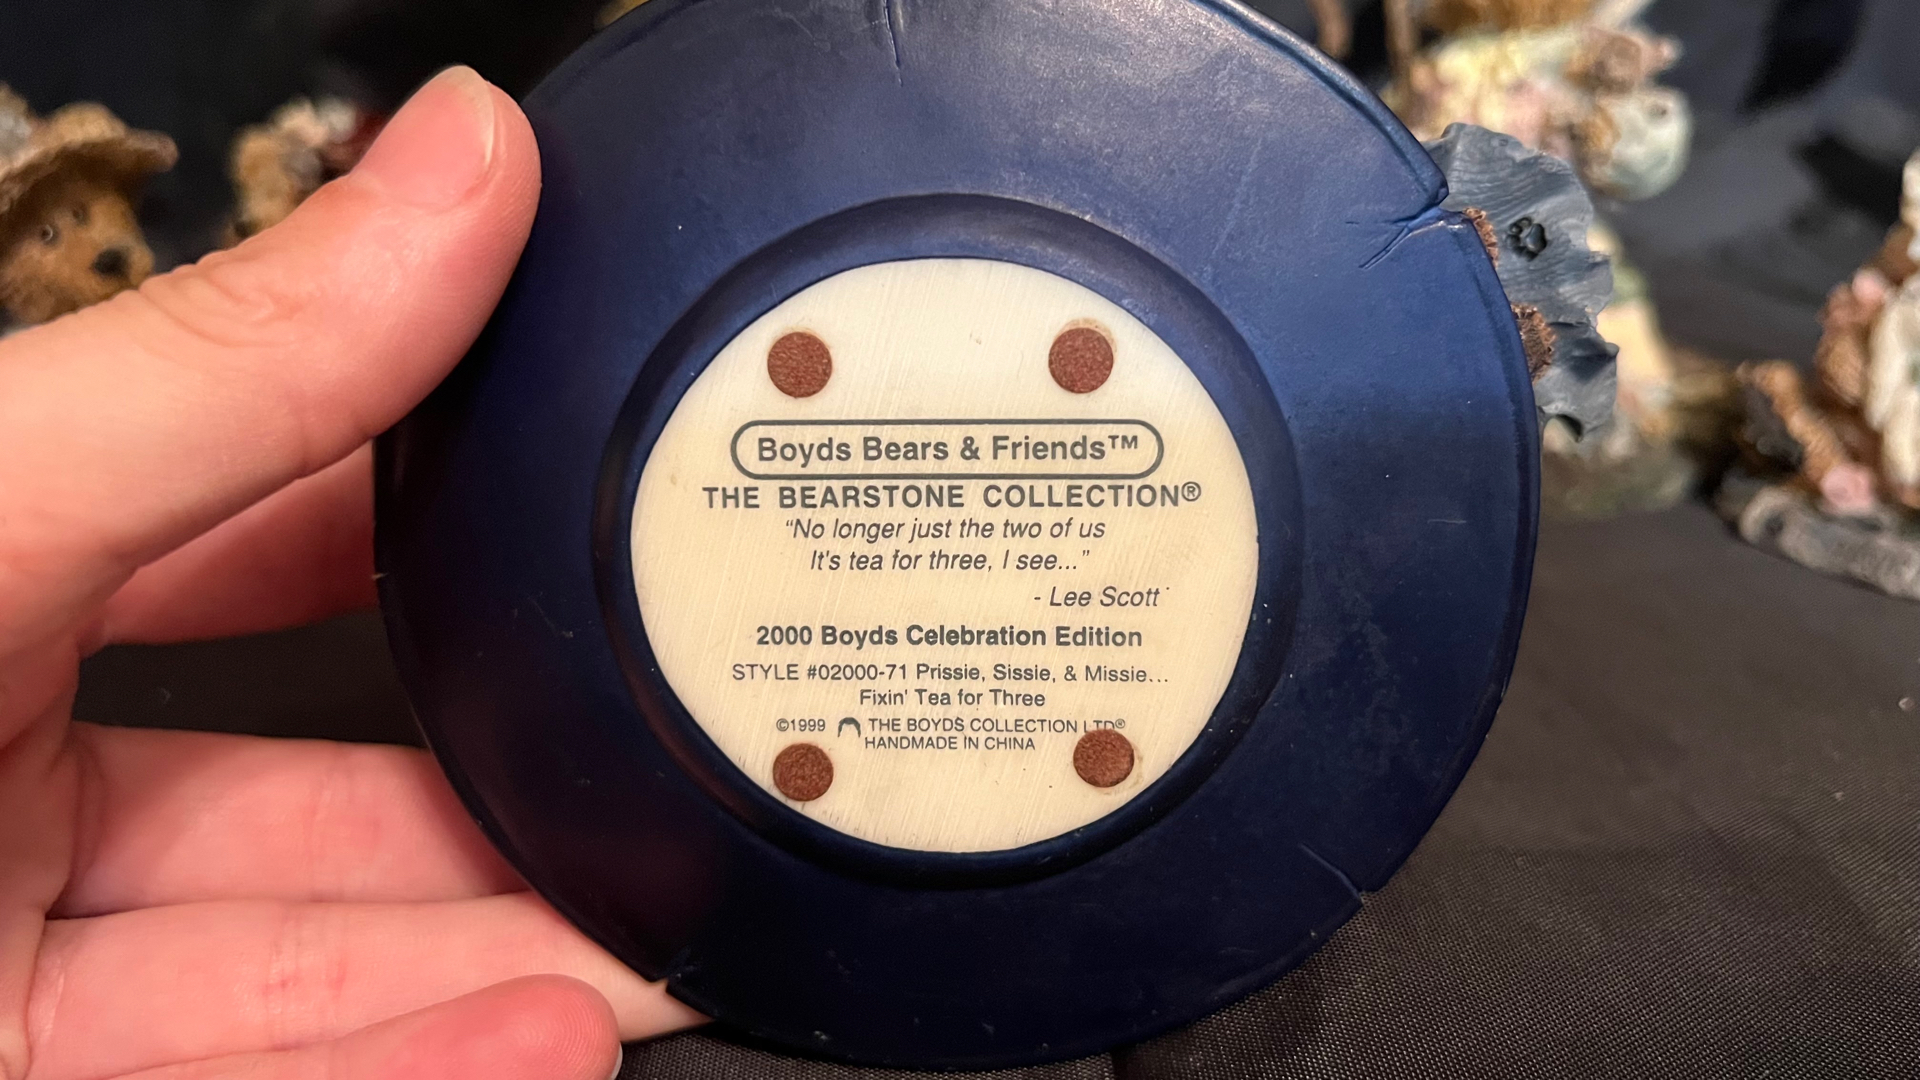 Boyds Bears & Friends™
THE BEARSTONE COLLECTION®
“No longer just the two of us
It's tea for three, I see...”
- Lee Scott
2000 Boyds Celebration Edition
STYLE #02000-71 Prissie, Sissie, & Missie...
Fixin' Tea for Three
©1999 THE BOYDS COLLECTION LTD®
HANDMADE IN CHINA